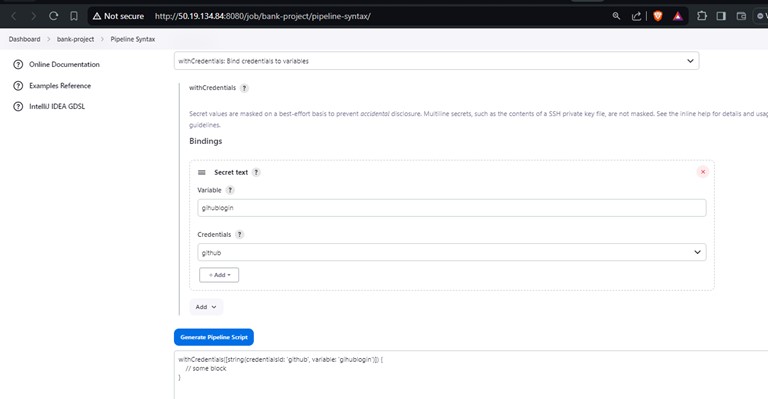 Not secure http://50.19.134.84:8080/job/bank-project/pipeline-syntax/
Dashboard > bank-project > Pipeline Syntax
Online Documentation
Examples Reference
IntelliJ IDEA GDSL
withCredentials: Bind credentials to variables
withCredentials ?
Secret values are masked on a best-effort basis to prevent accidental disclosure. Multiline secrets, such as the contents of a SSH private key file, are not masked. See the inline help for details and usag
guidelines.
Bindings
Secret text ?
Variable ?
gihublogin
Credentials ?
github
+ Add
Add
Generate Pipeline Script
withCredentials([string(credentialsId: 'github', variable: 'gihublogin')]) {
// some block
}